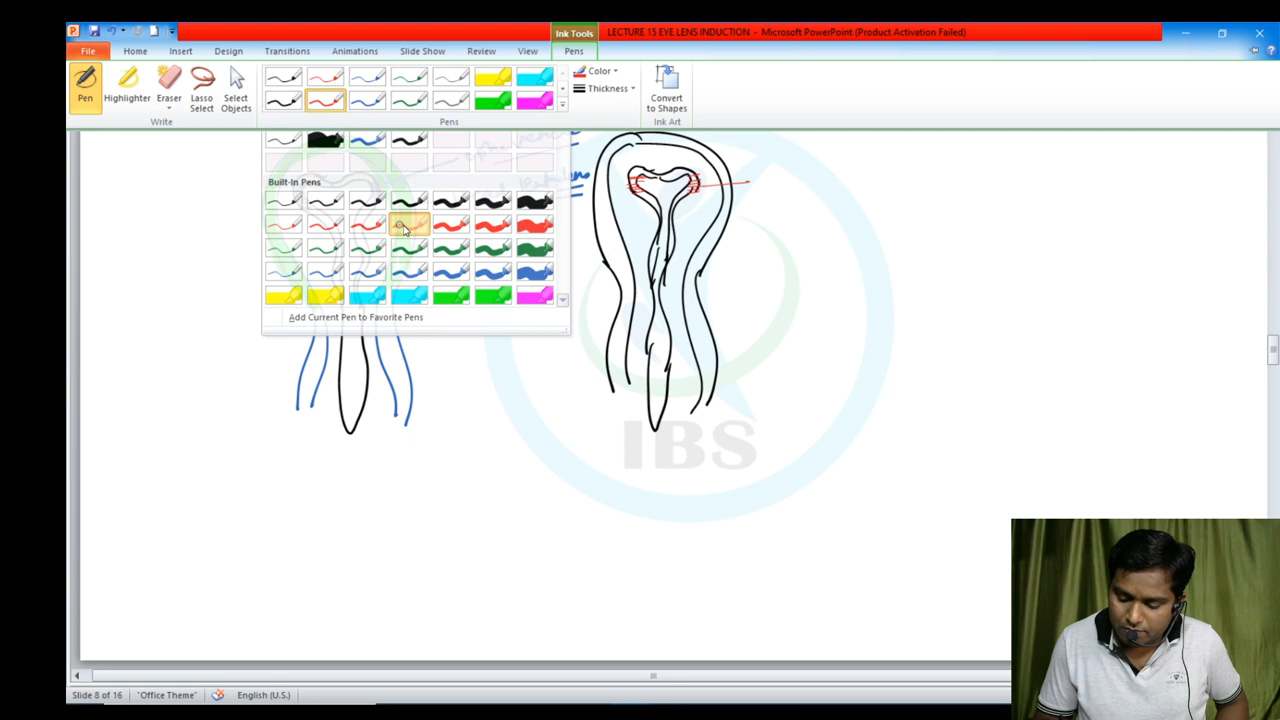 Ink Tools
LECTURE 15 EYE LENS INDUCTION - Microsoft PowerPoint (Product Activation Failed)
File Home Insert Design Transitions Animations Slide Show Review View Pens
Pen Highlighter Eraser Lasso Select Select Objects
Color
Thickness
Convert to Shapes
Write Pens Ink Art
Built-In Pens
Add Current Pen to Favorite Pens
IBS
Slide 8 of 16 "Office Theme" English (U.S.)